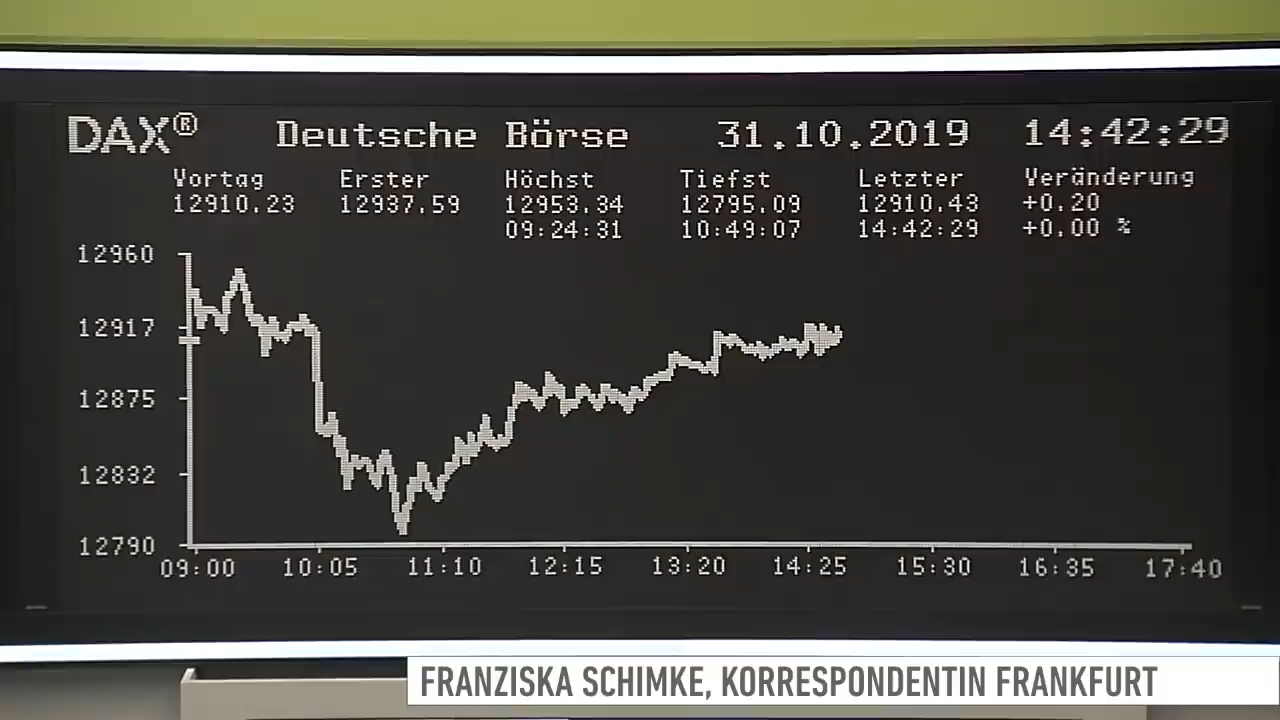 DAX® Deutsche Börse 31.10.2019 14:42:29
Vortag Erster Höchst Tiefst Letzter Veränderung
12910.23 12937.59 12953.34 12795.09 12910.43 +0.20
09:24:31 10:49:07 14:42:29 +0.00 %
12960
12917
12875
12832
12790
09:00 10:05 11:10 12:15 13:20 14:25 15:30 16:35 17:40
FRANZISKA SCHIMKE, KORRESPONDENTIN FRANKFURT